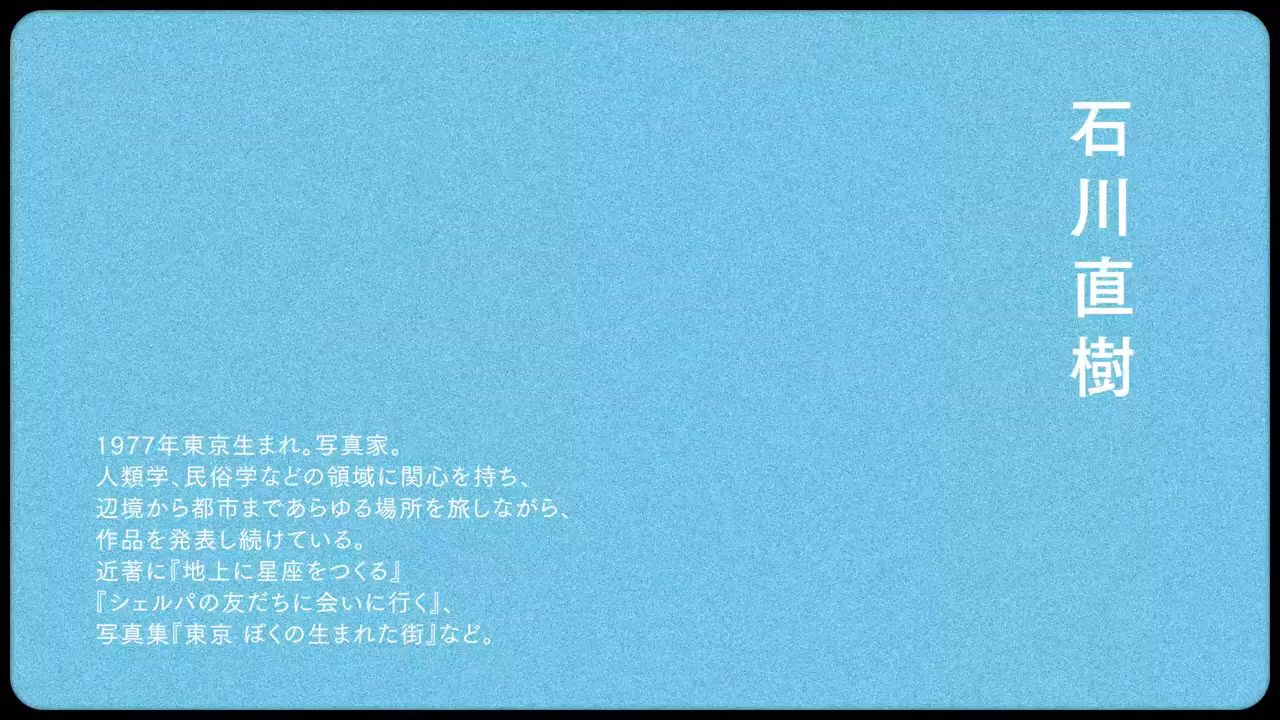 石川直樹
1977年東京生まれ。写真家。
人類学、民俗学などの領域に関心を持ち、
辺境から都市まであらゆる場所を旅しながら、
作品を発表し続けている。
近著に『地上に星座をつくる』
『シェルパの友だちに会いに行く』、
写真集『東京 ぼくの生まれた街』など。